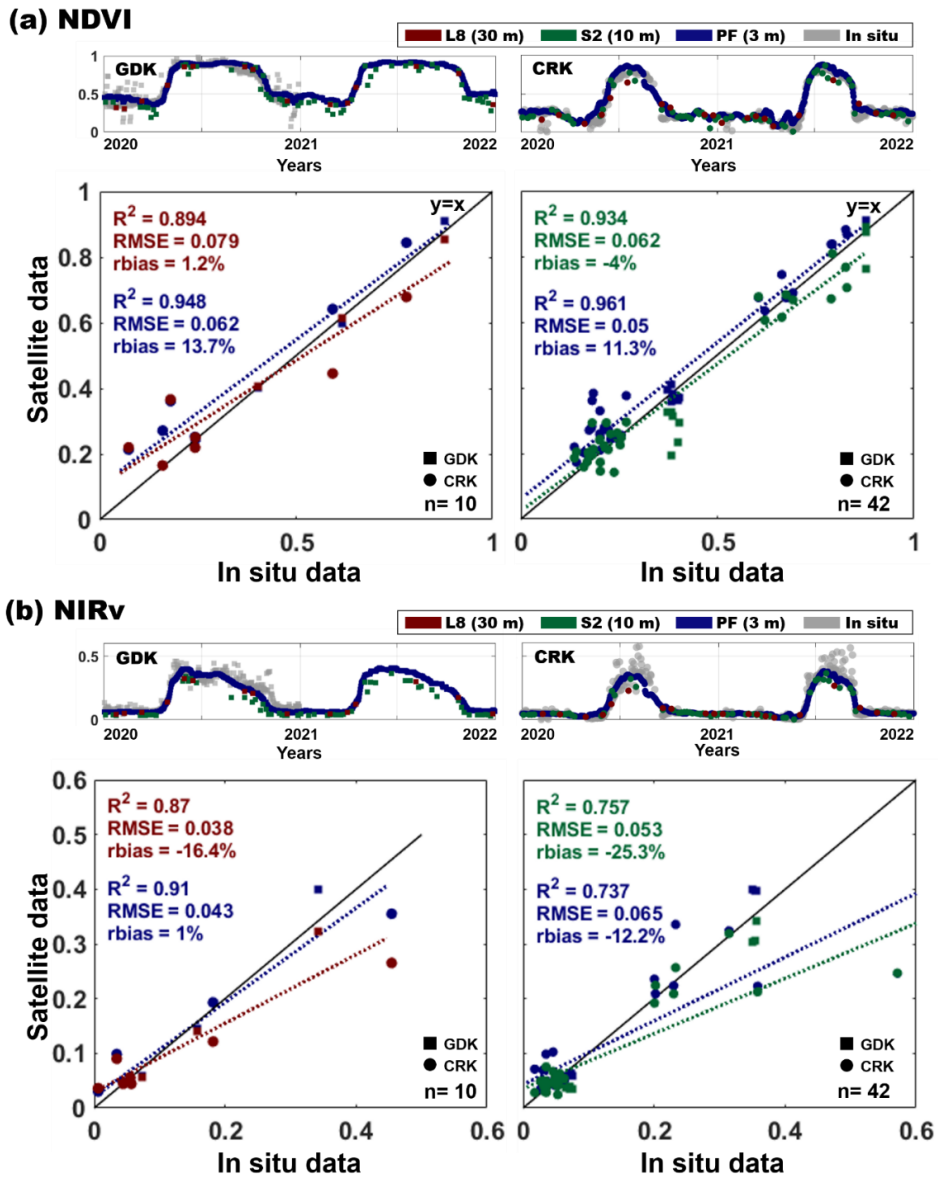 (a) NDVI
L8 (30 m) S2 (10 m) PF (3 m) In situ
1
0.5
0
GDK
CRK
2020 2021 2022
Years
2020 2021 2022
Years
1
0.8
0.6
0.4
0.2
0
Satellite data
R² = 0.894
RMSE = 0.079
rbias = 1.2%
R² = 0.948
RMSE = 0.062
rbias = 13.7%
y=x
GDK
CRK
n= 10
0 0.5 1
In situ data
R² = 0.934
RMSE = 0.062
rbias = -4%
R² = 0.961
RMSE = 0.05
rbias = 11.3%
y=x
GDK
CRK
n= 42
0 0.5 1
In situ data
(b) NIRv
L8 (30 m) S2 (10 m) PF (3 m) In situ
0.5
0
GDK
CRK
2020 2021 2022
Years
2020 2021 2022
Years
0.6
0.5
0.4
0.3
0.2
0.1
0
Satellite data
R² = 0.87
RMSE = 0.038
rbias = -16.4%
R² = 0.91
RMSE = 0.043
rbias = 1%
GDK
CRK
n= 10
0 0.2 0.4 0.6
In situ data
R² = 0.757
RMSE = 0.053
rbias = -25.3%
R² = 0.737
RMSE = 0.065
rbias = -12.2%
GDK
CRK
n= 42
0 0.2 0.4 0.6
In situ data